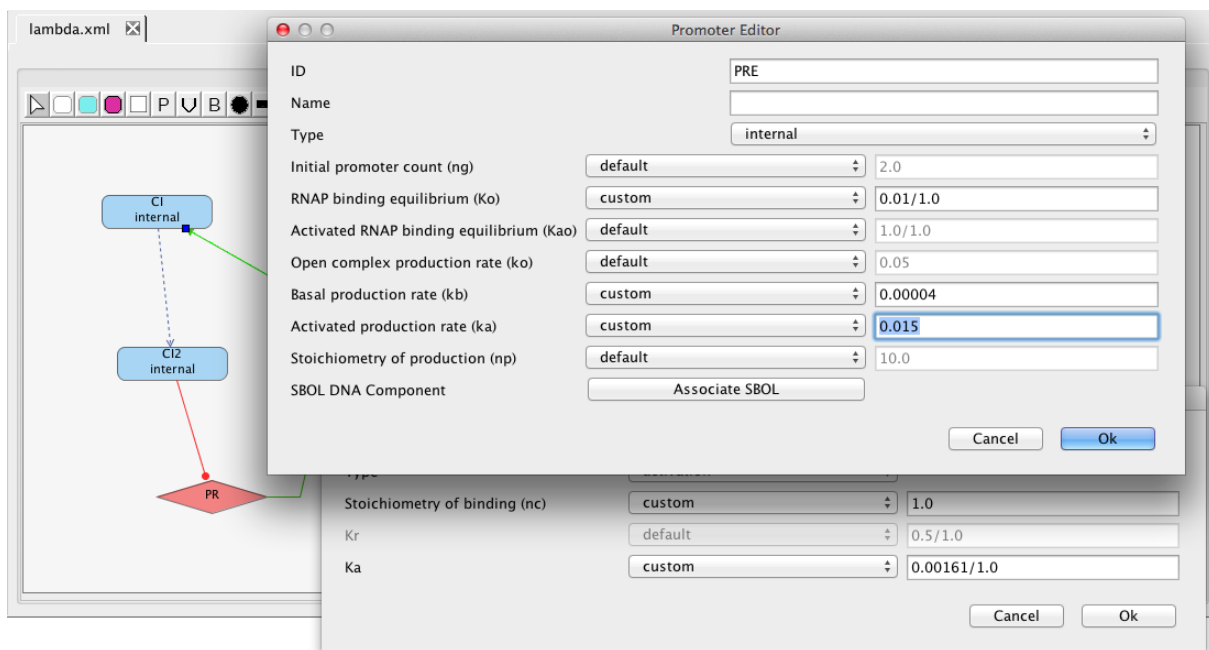 lambda.xml
Promoter Editor
ID PRE
Name
Type internal
Initial promoter count (ng) default 2.0
RNAP binding equilibrium (Ko) custom 0.01/1.0
Activated RNAP binding equilibrium (Kao) default 1.0/1.0
Open complex production rate (ko) default 0.05
Basal production rate (kb) custom 0.00004
Activated production rate (ka) custom 0.015
Stoichiometry of production (np) default 10.0
SBOL DNA Component Associate SBOL
Cancel Ok
P B
CI
internal
CI2
internal
PR
Stoichiometry of binding (nc) custom 1.0
Kr default 0.5/1.0
Ka custom 0.00161/1.0
Cancel Ok